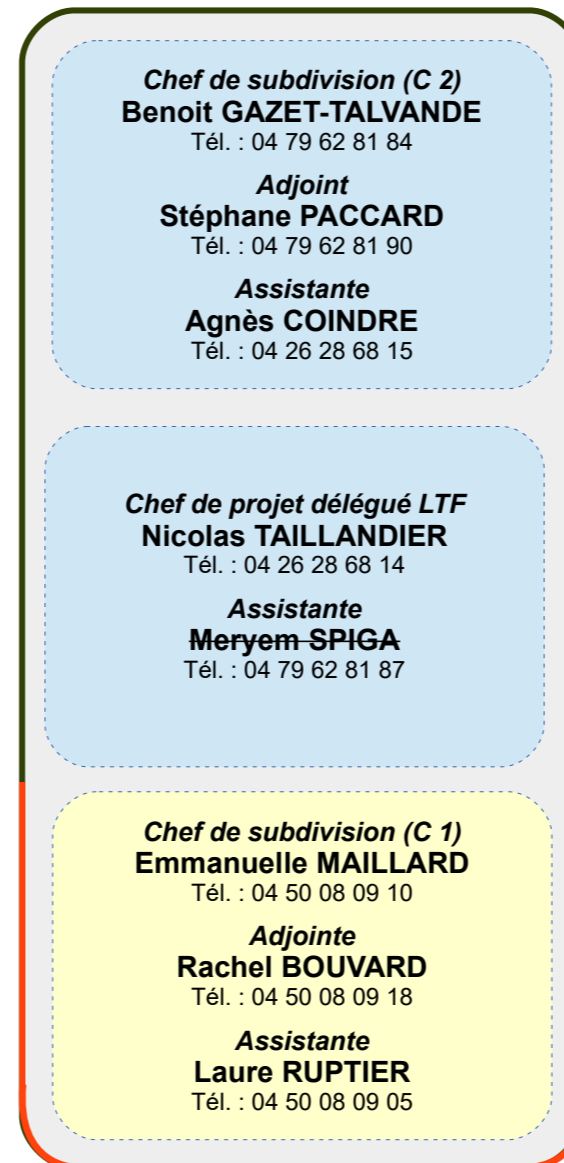 Chef de subdivision (C 2)
Benoit GAZET-TALVANDE
Tél. : 04 79 62 81 84
Adjoint
Stéphane PACCARD
Tél. : 04 79 62 81 90
Assistante
Agnès COINDRE
Tél. : 04 26 28 68 15
Chef de projet délégué LTF
Nicolas TAILLANDIER
Tél. : 04 26 28 68 14
Assistante
Meryem SPIGA
Tél. : 04 79 62 81 87
Chef de subdivision (C 1)
Emmanuelle MAILLARD
Tél. : 04 50 08 09 10
Adjointe
Rachel BOUVARD
Tél. : 04 50 08 09 18
Assistante
Laure RUPTIER
Tél. : 04 50 08 09 05